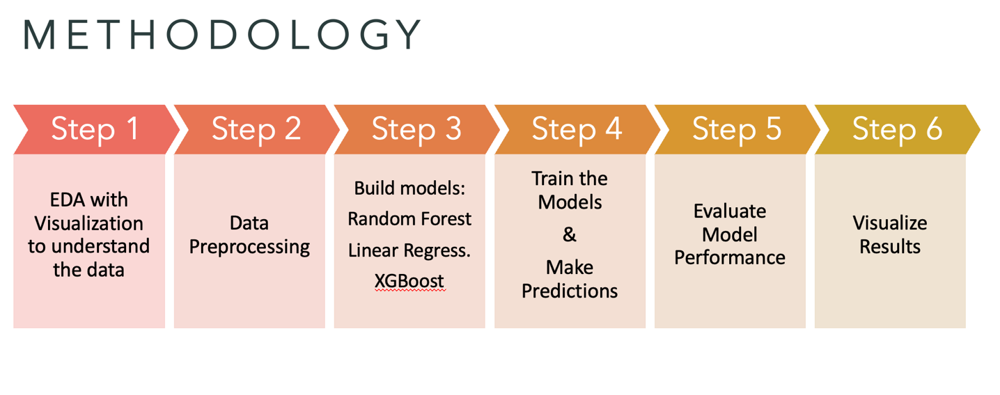 METHODOLOGY
Step 1
Step 2
Step 3
Step 4
Step 5
Step 6
EDA with
Visualization
to understand
the data
Data
Preprocessing
Build models:
Random Forest
Linear Regress.
XGBoost
Train the
Models
&
Make
Predictions
Evaluate
Model
Performance
Visualize
Results